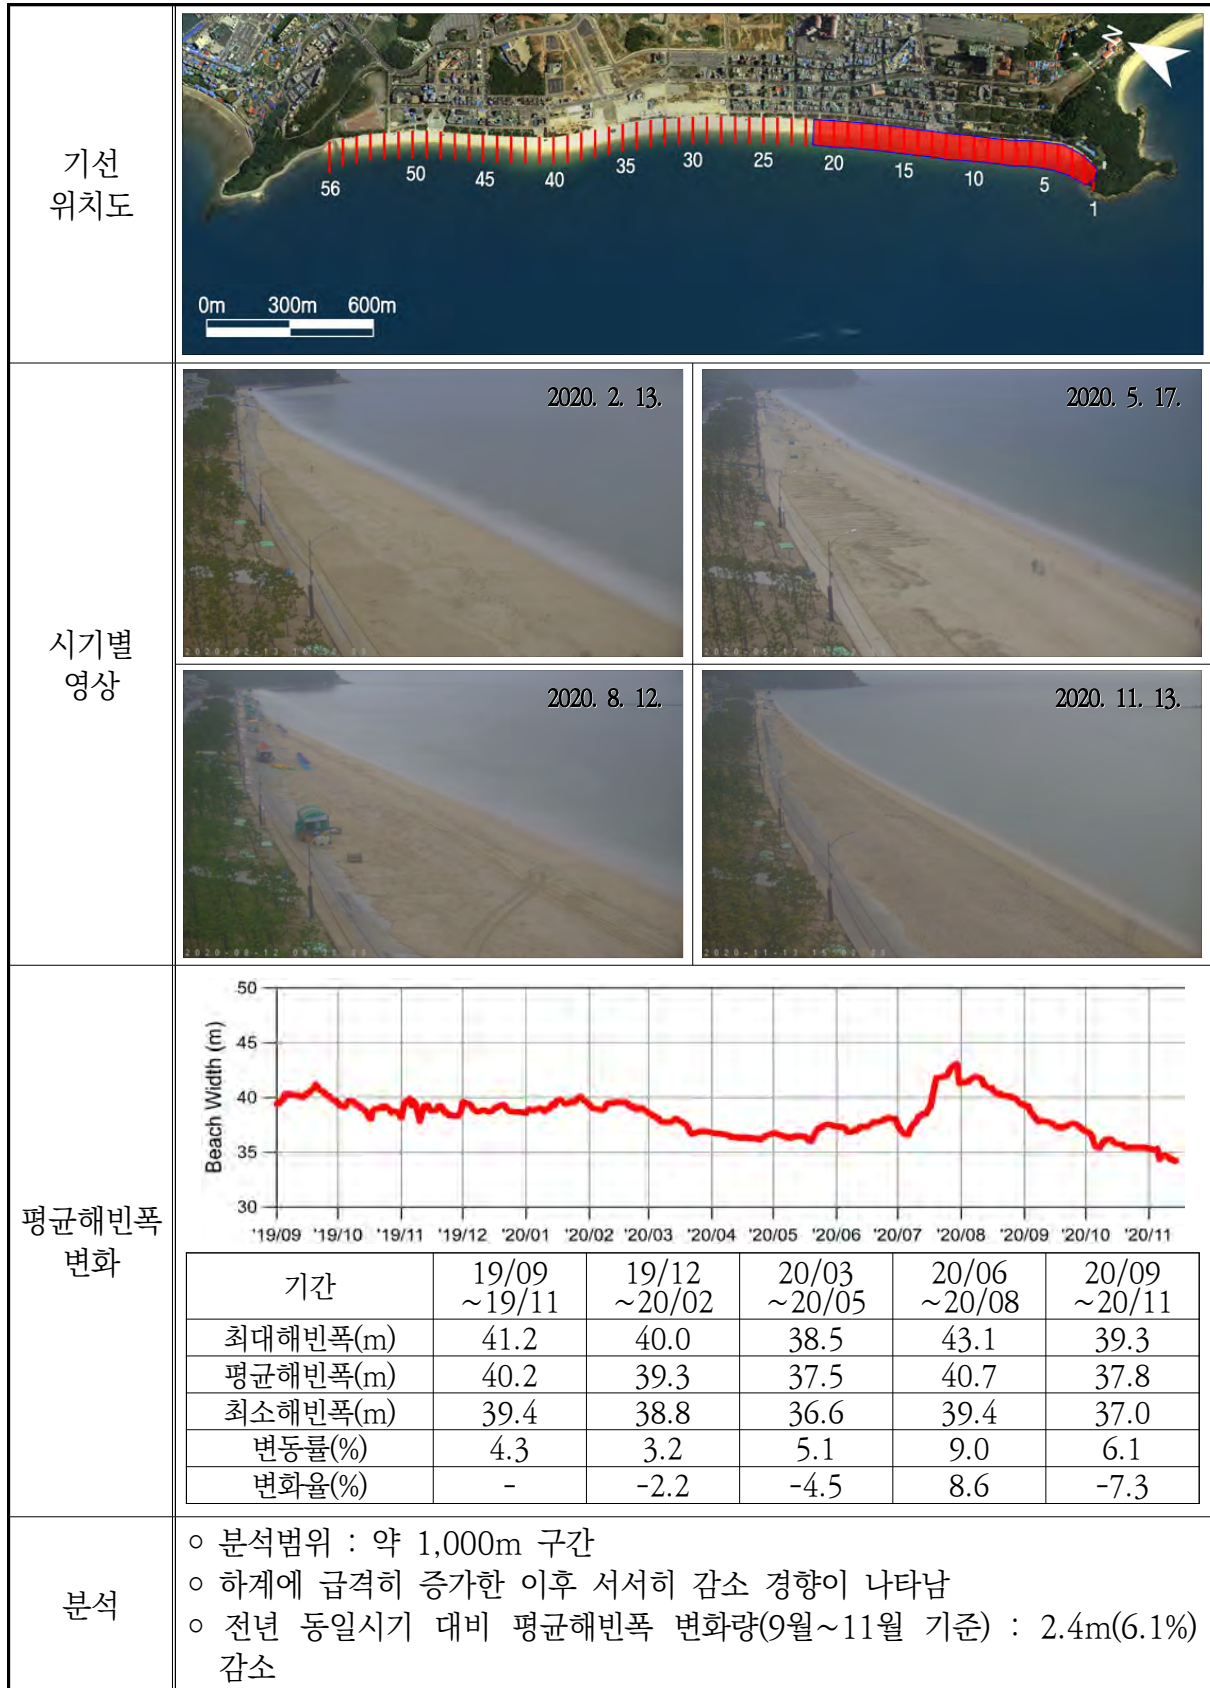 기선
위치도
N
56 50 45 40 35 30 25 20 15 10 5 1
0m 300m 600m
시기별
영상
2020. 2. 13.
2020. 5. 17.
2020. 8. 12.
2020. 11. 13.
평균해빈폭
변화
Beach Width (m)
50
45
40
35
30
'19/09 '19/10 '19/11 '19/12 '20/01 '20/02 '20/03 '20/04 '20/05 '20/06 '20/07 '20/08 '20/09 '20/10 '20/11
기간 19/09 ~19/11 19/12 ~20/02 20/03 ~20/05 20/06 ~20/08 20/09 ~20/11
최대해빈폭(m) 41.2 40.0 38.5 43.1 39.3
평균해빈폭(m) 40.2 39.3 37.5 40.7 37.8
최소해빈폭(m) 39.4 38.8 36.6 39.4 37.0
변동률(%) 4.3 3.2 5.1 9.0 6.1
변화율(%) - -2.2 -4.5 8.6 -7.3
분석
○ 분석범위 : 약 1,000m 구간
○ 하계에 급격히 증가한 이후 서서히 감소 경향이 나타남
○ 전년 동일시기 대비 평균해빈폭 변화량(9월~11월 기준) : 2.4m(6.1%)
감소